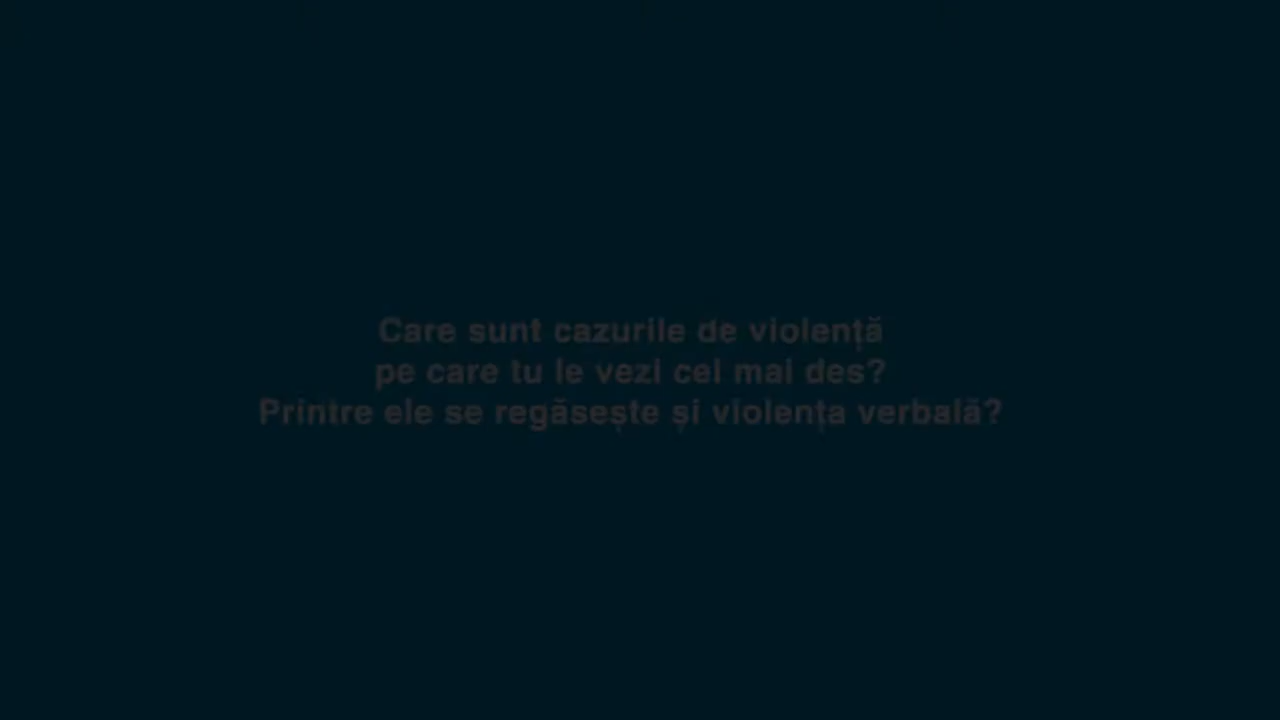 Care sunt cazurile de violență
pe care tu le vezi cel mai des?
Printre ele se regăsește și violența verbală?